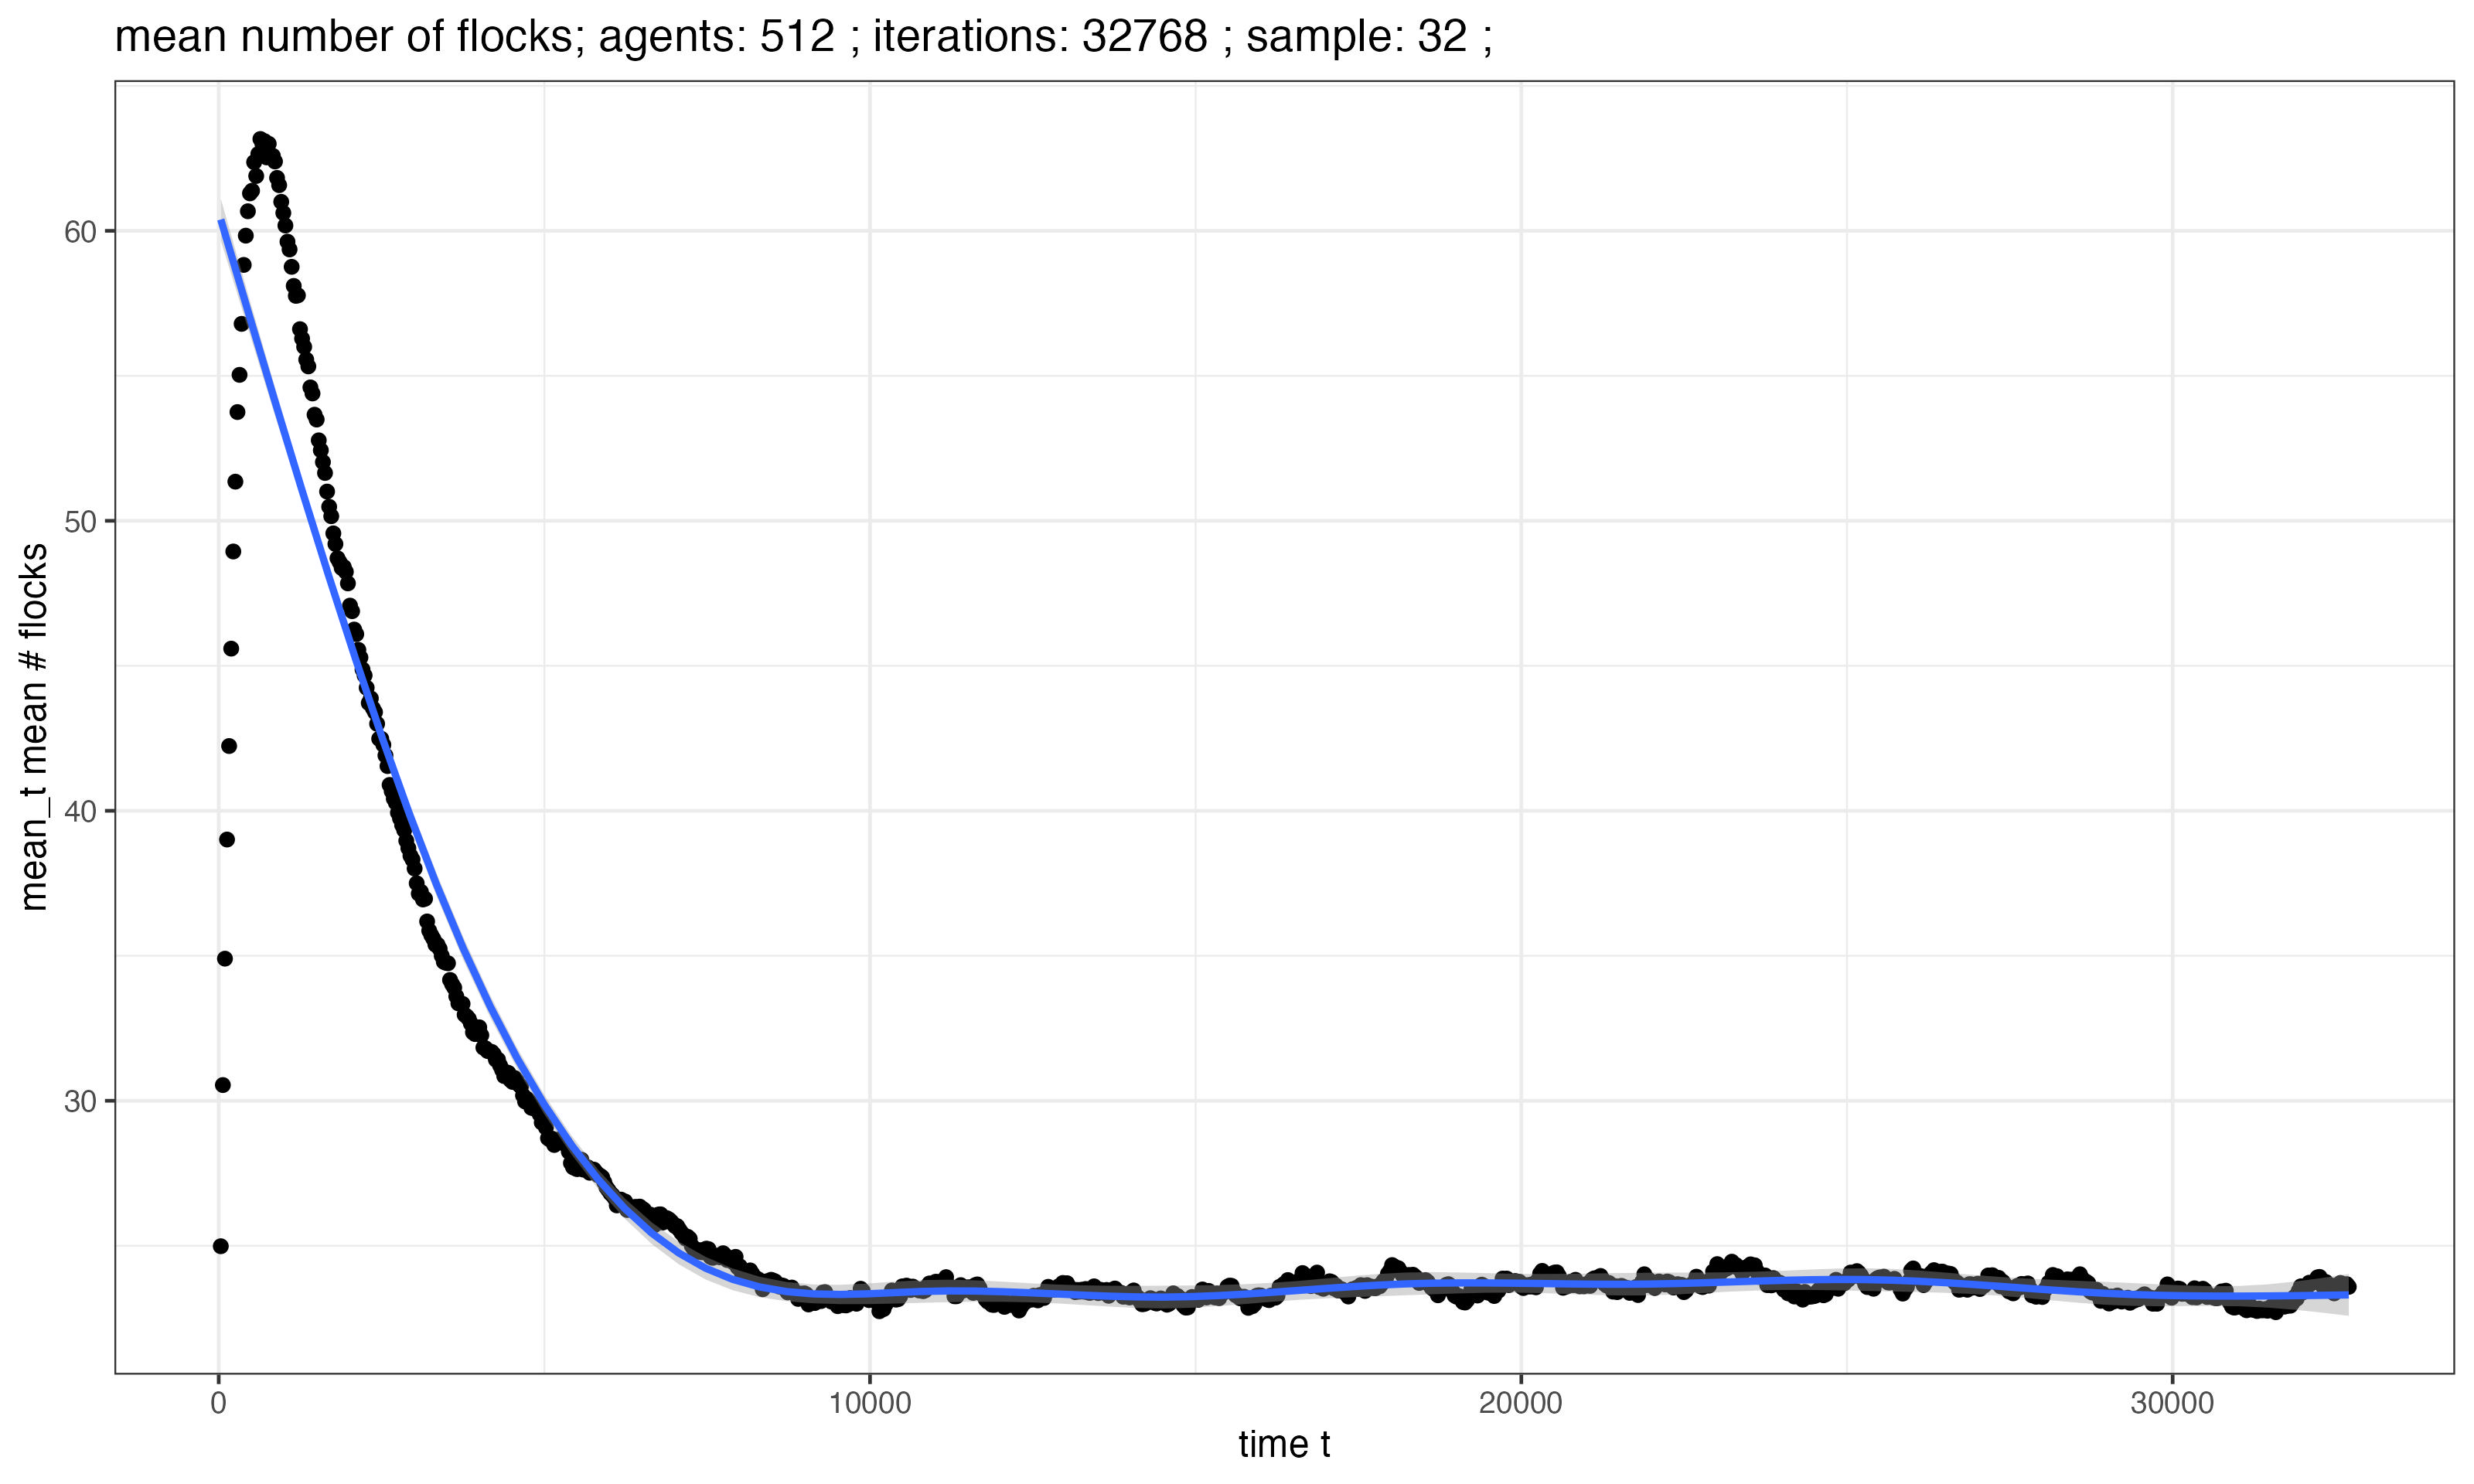 mean number of flocks; agents: 512 ; iterations: 32768 ; sample: 32 ;
mean_t mean # flocks
60
50
40
30
0
10000
20000
30000
time t